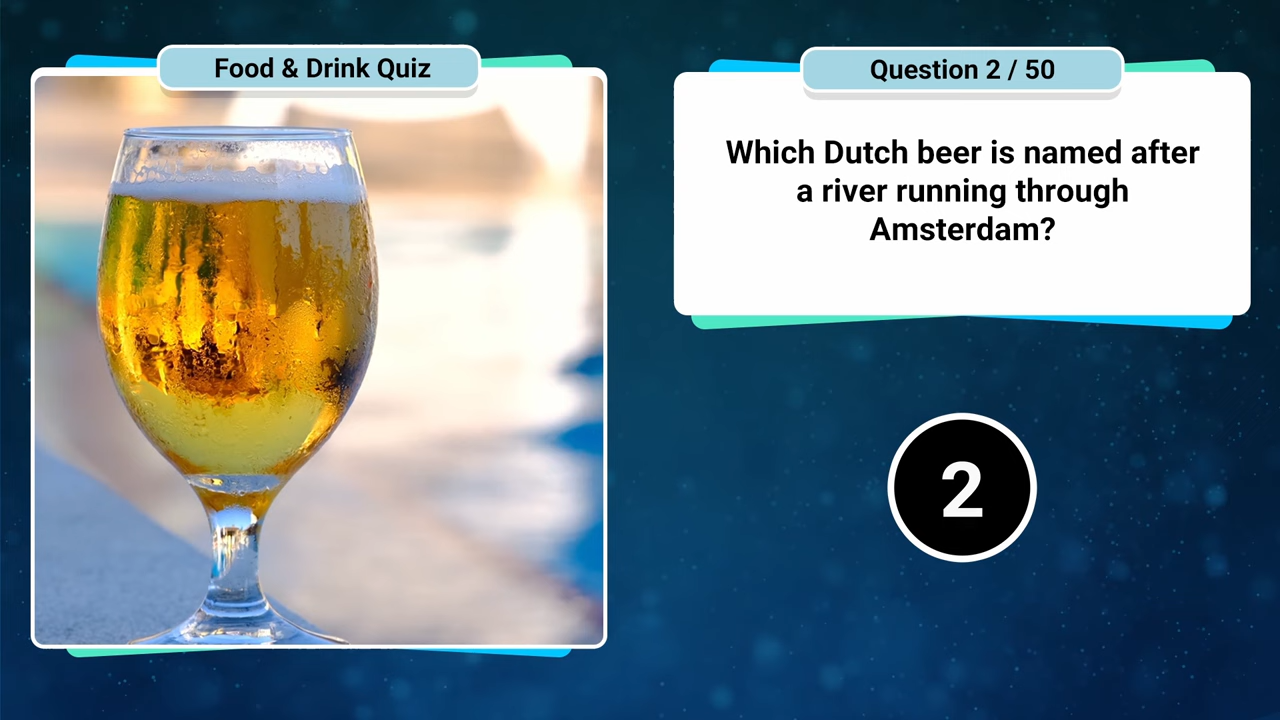 Food & Drink Quiz
Question 2 / 50
Which Dutch beer is named after
a river running through
Amsterdam?
2